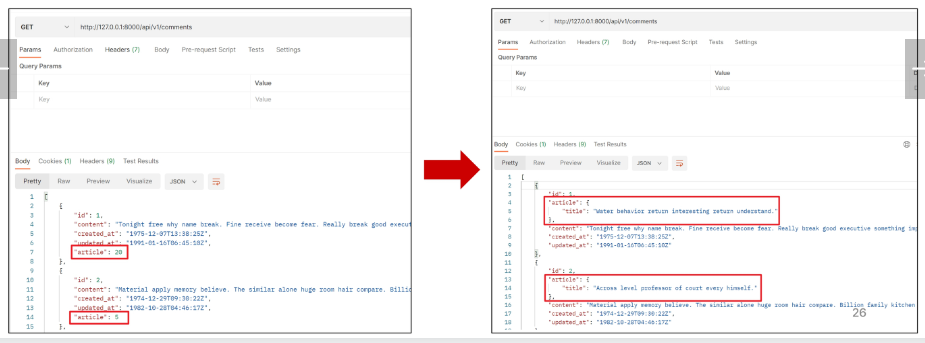 GET http://127.0.0.1:8000/api/v1/comments
Params Authorization Headers (7) Body Pre-request Script Tests Settings
Query Params
Key Value
Key Value
Body Cookies (1) Headers (9) Test Results
Pretty Raw Preview Visualize JSON
1 [
2 {
3 "id": 1,
4 "content": "Tonight free why name break. Fine receive become fear. Really break good execut
5 "created_at": "1975-12-07T13:38:25Z",
6 "updated_at": "1991-01-16T06:45:18Z",
7 "article": 20
8 },
9 {
10 "id": 2,
11 "content": "Material apply memory believe. The similar alone huge room hair compare. Billi
12 "created_at": "1974-12-29T09:30:22Z",
13 "updated_at": "1982-10-28T04:46:17Z",
14 "article": 5
15 },
GET http://127.0.0.1:8000/api/v1/comments
Params Authorization Headers (7) Body Pre-request Script Tests Settings
Query Params
Key Value D
Key Value
Body Cookies (1) Headers (9) Test Results
Pretty Raw Preview Visualize JSON
1 [
2 {
3 "id": 1,
4 "article": {
5 "title": "Water behavior return interesting return understand."
6 },
7 "content": "Tonight free why name break. Fine receive become fear. Really break good executive something imp
8 "created_at": "1975-12-07T13:38:25Z",
9 "updated_at": "1991-01-16T06:45:18Z"
10 },
11 {
12 "id": 2,
13 "article": {
14 "title": "Across level professor of court every himself."
15 },
16 "content": "Material apply memory believe. The similar alone huge room hair compare. Billion family kitchen
17 "created_at": "1974-12-29T09:30:22Z",
18 "updated_at": "1982-10-28T04:46:17Z"
26